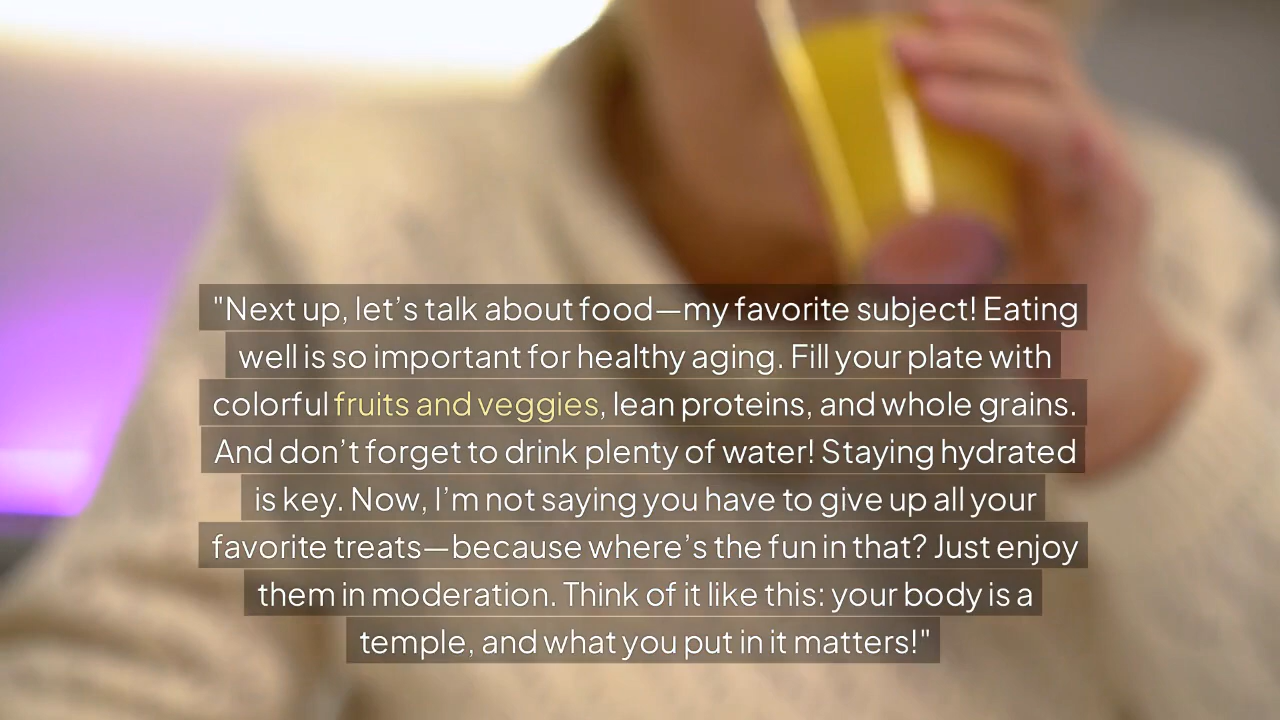 "Next up, let’s talk about food—my favorite subject! Eating
well is so important for healthy aging. Fill your plate with
colorful fruits and veggies, lean proteins, and whole grains.
And don’t forget to drink plenty of water! Staying hydrated
is key. Now, I’m not saying you have to give up all your
favorite treats—because where’s the fun in that? Just enjoy
them in moderation. Think of it like this: your body is a
temple, and what you put in it matters!"